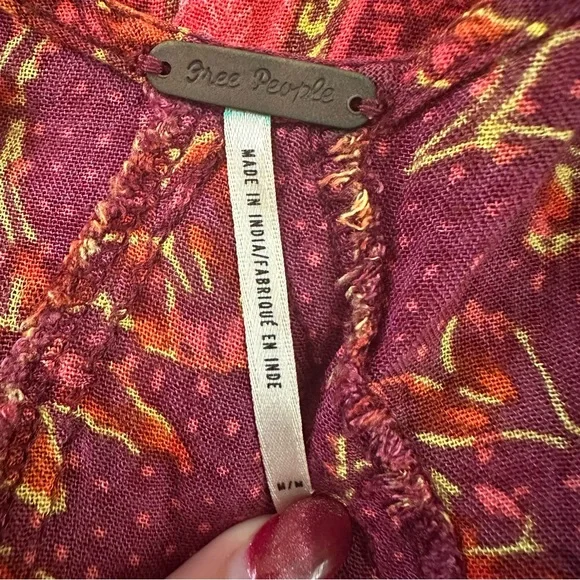 Free People
MADE IN INDIA/FABRIQUÉ EN INDE
M/M